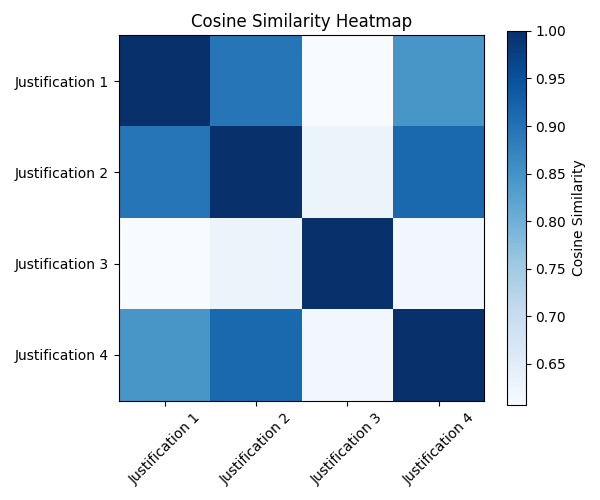 Cosine Similarity Heatmap
Justification 1
Justification 2
Justification 3
Justification 4
Justification 1
Justification 2
Justification 3
Justification 4
1.00
0.95
0.90
0.85
0.80
0.75
0.70
0.65
Cosine Similarity